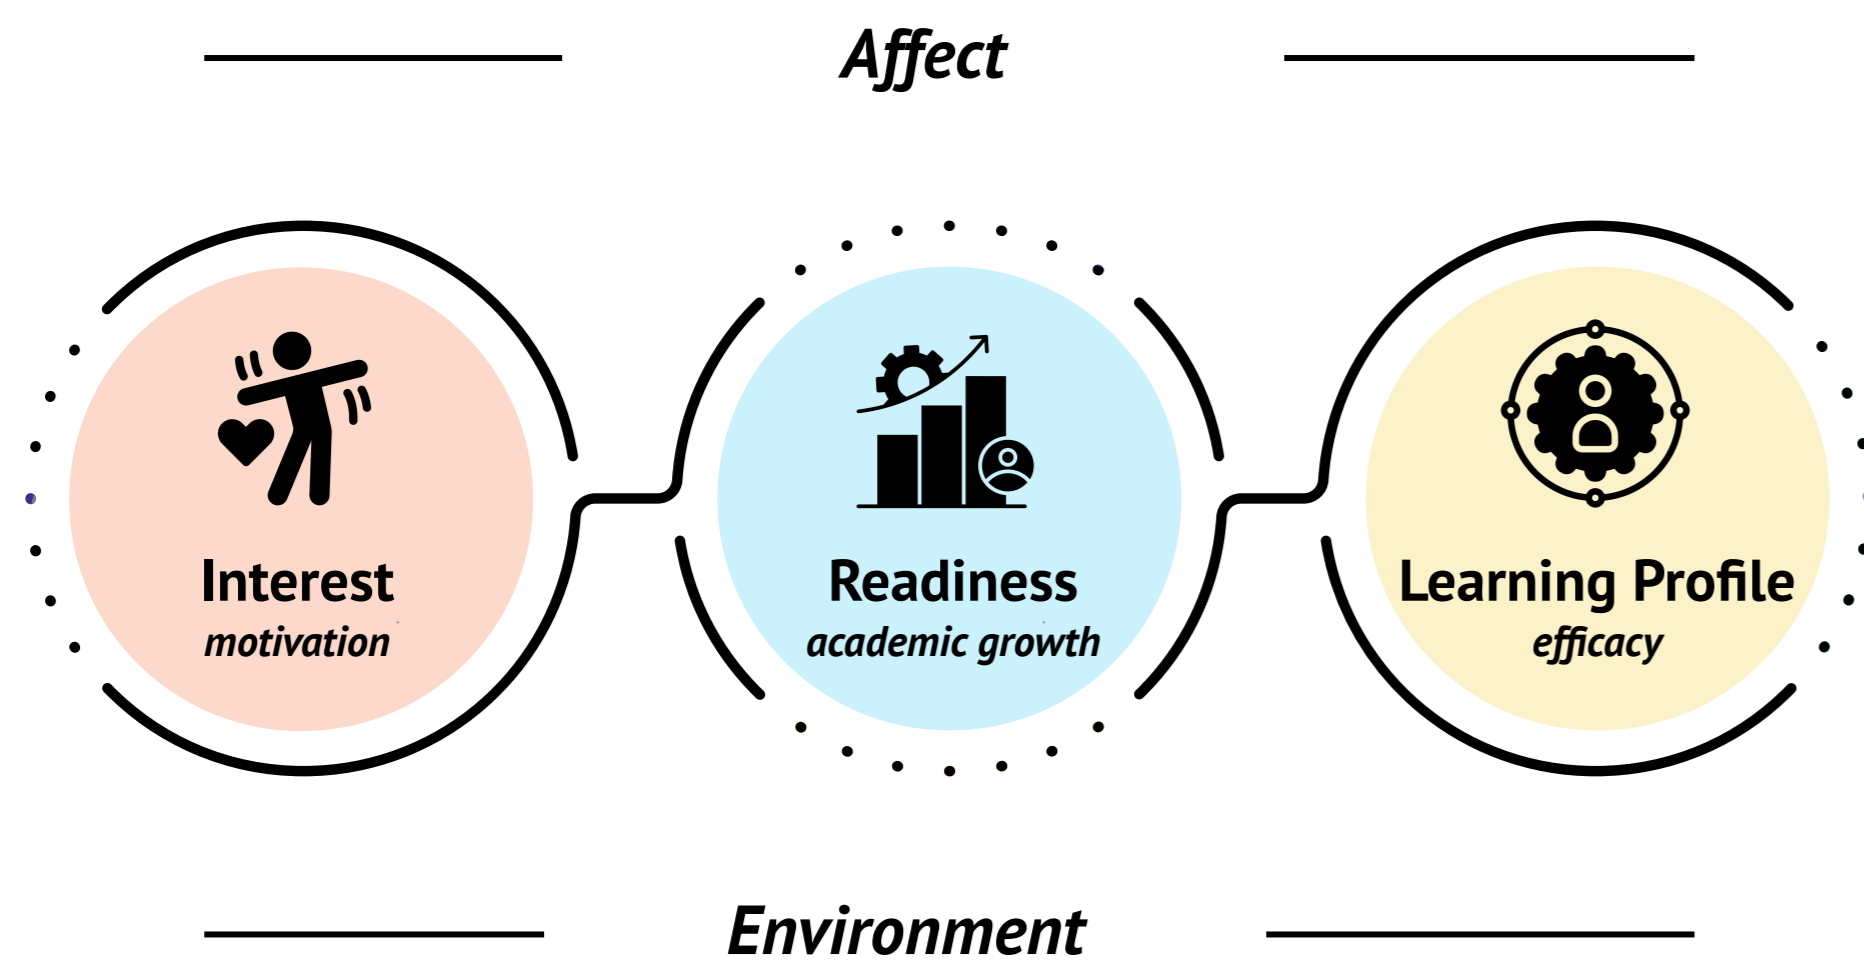 Affect
Interest
motivation
Readiness
academic growth
Learning Profile
efficacy
Environment